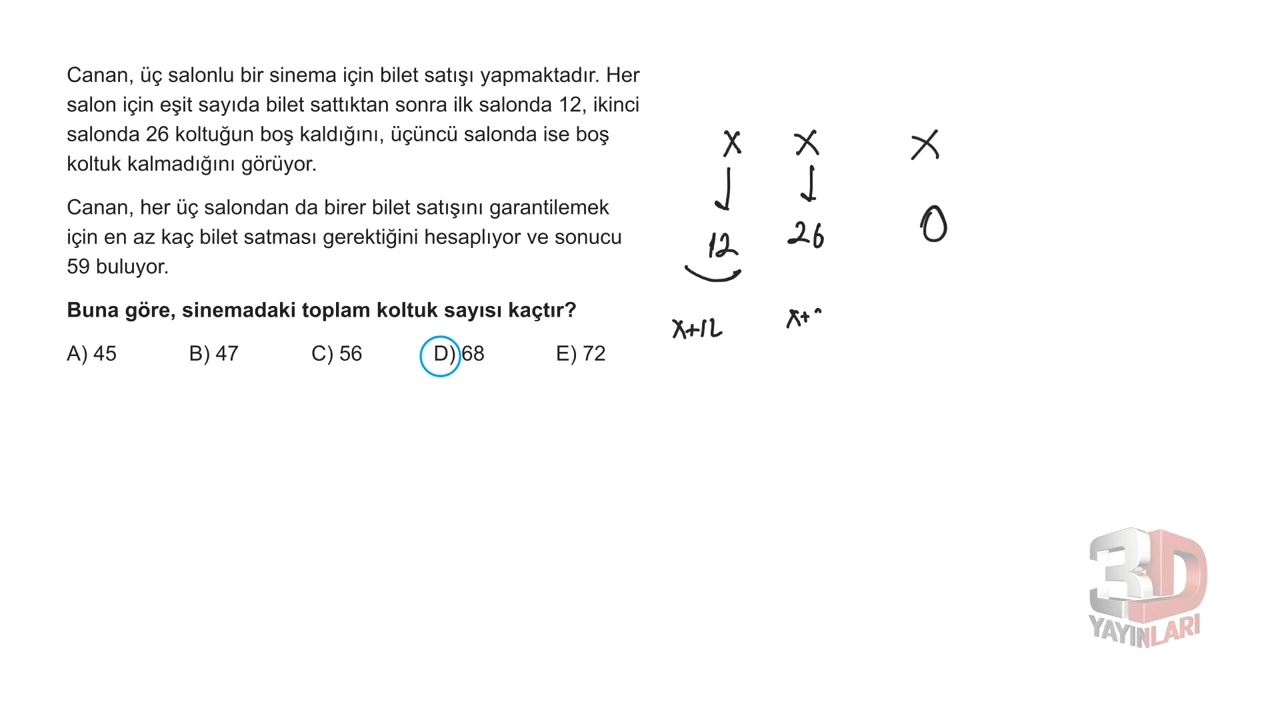 Canan, üç salonlu bir sinema için bilet satışı yapmaktadır. Her
salon için eşit sayıda bilet sattıktan sonra ilk salonda 12, ikinci
salonda 26 koltuğun boş kaldığını, üçüncü salonda ise boş
koltuk kalmadığını görüyor.
Canan, her üç salondan da birer bilet satışını garantilemek
için en az kaç bilet satması gerektiğini hesaplıyor ve sonucu
59 buluyor.
Buna göre, sinemadaki toplam koltuk sayısı kaçtır?
A) 45 B) 47 C) 56 D) 68 E) 72
x x x
12 26 0
x+12 x+
3D
YAYINLARI